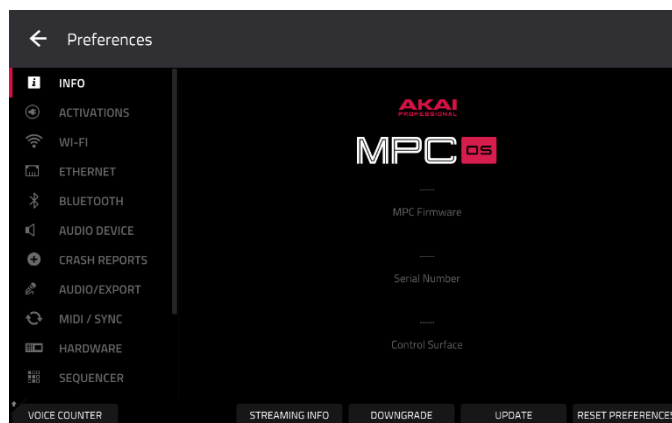 Preferences
INFO
ACTIVATIONS
WI-FI
ETHERNET
BLUETOOTH
AUDIO DEVICE
CRASH REPORTS
AUDIO/EXPORT
MIDI / SYNC
HARDWARE
SEQUENCER
AKAI
PROFESSIONAL
MPC OS
MPC Firmware
Serial Number
Control Surface
VOICE COUNTER STREAMING INFO DOWNGRADE UPDATE RESET PREFERENCES